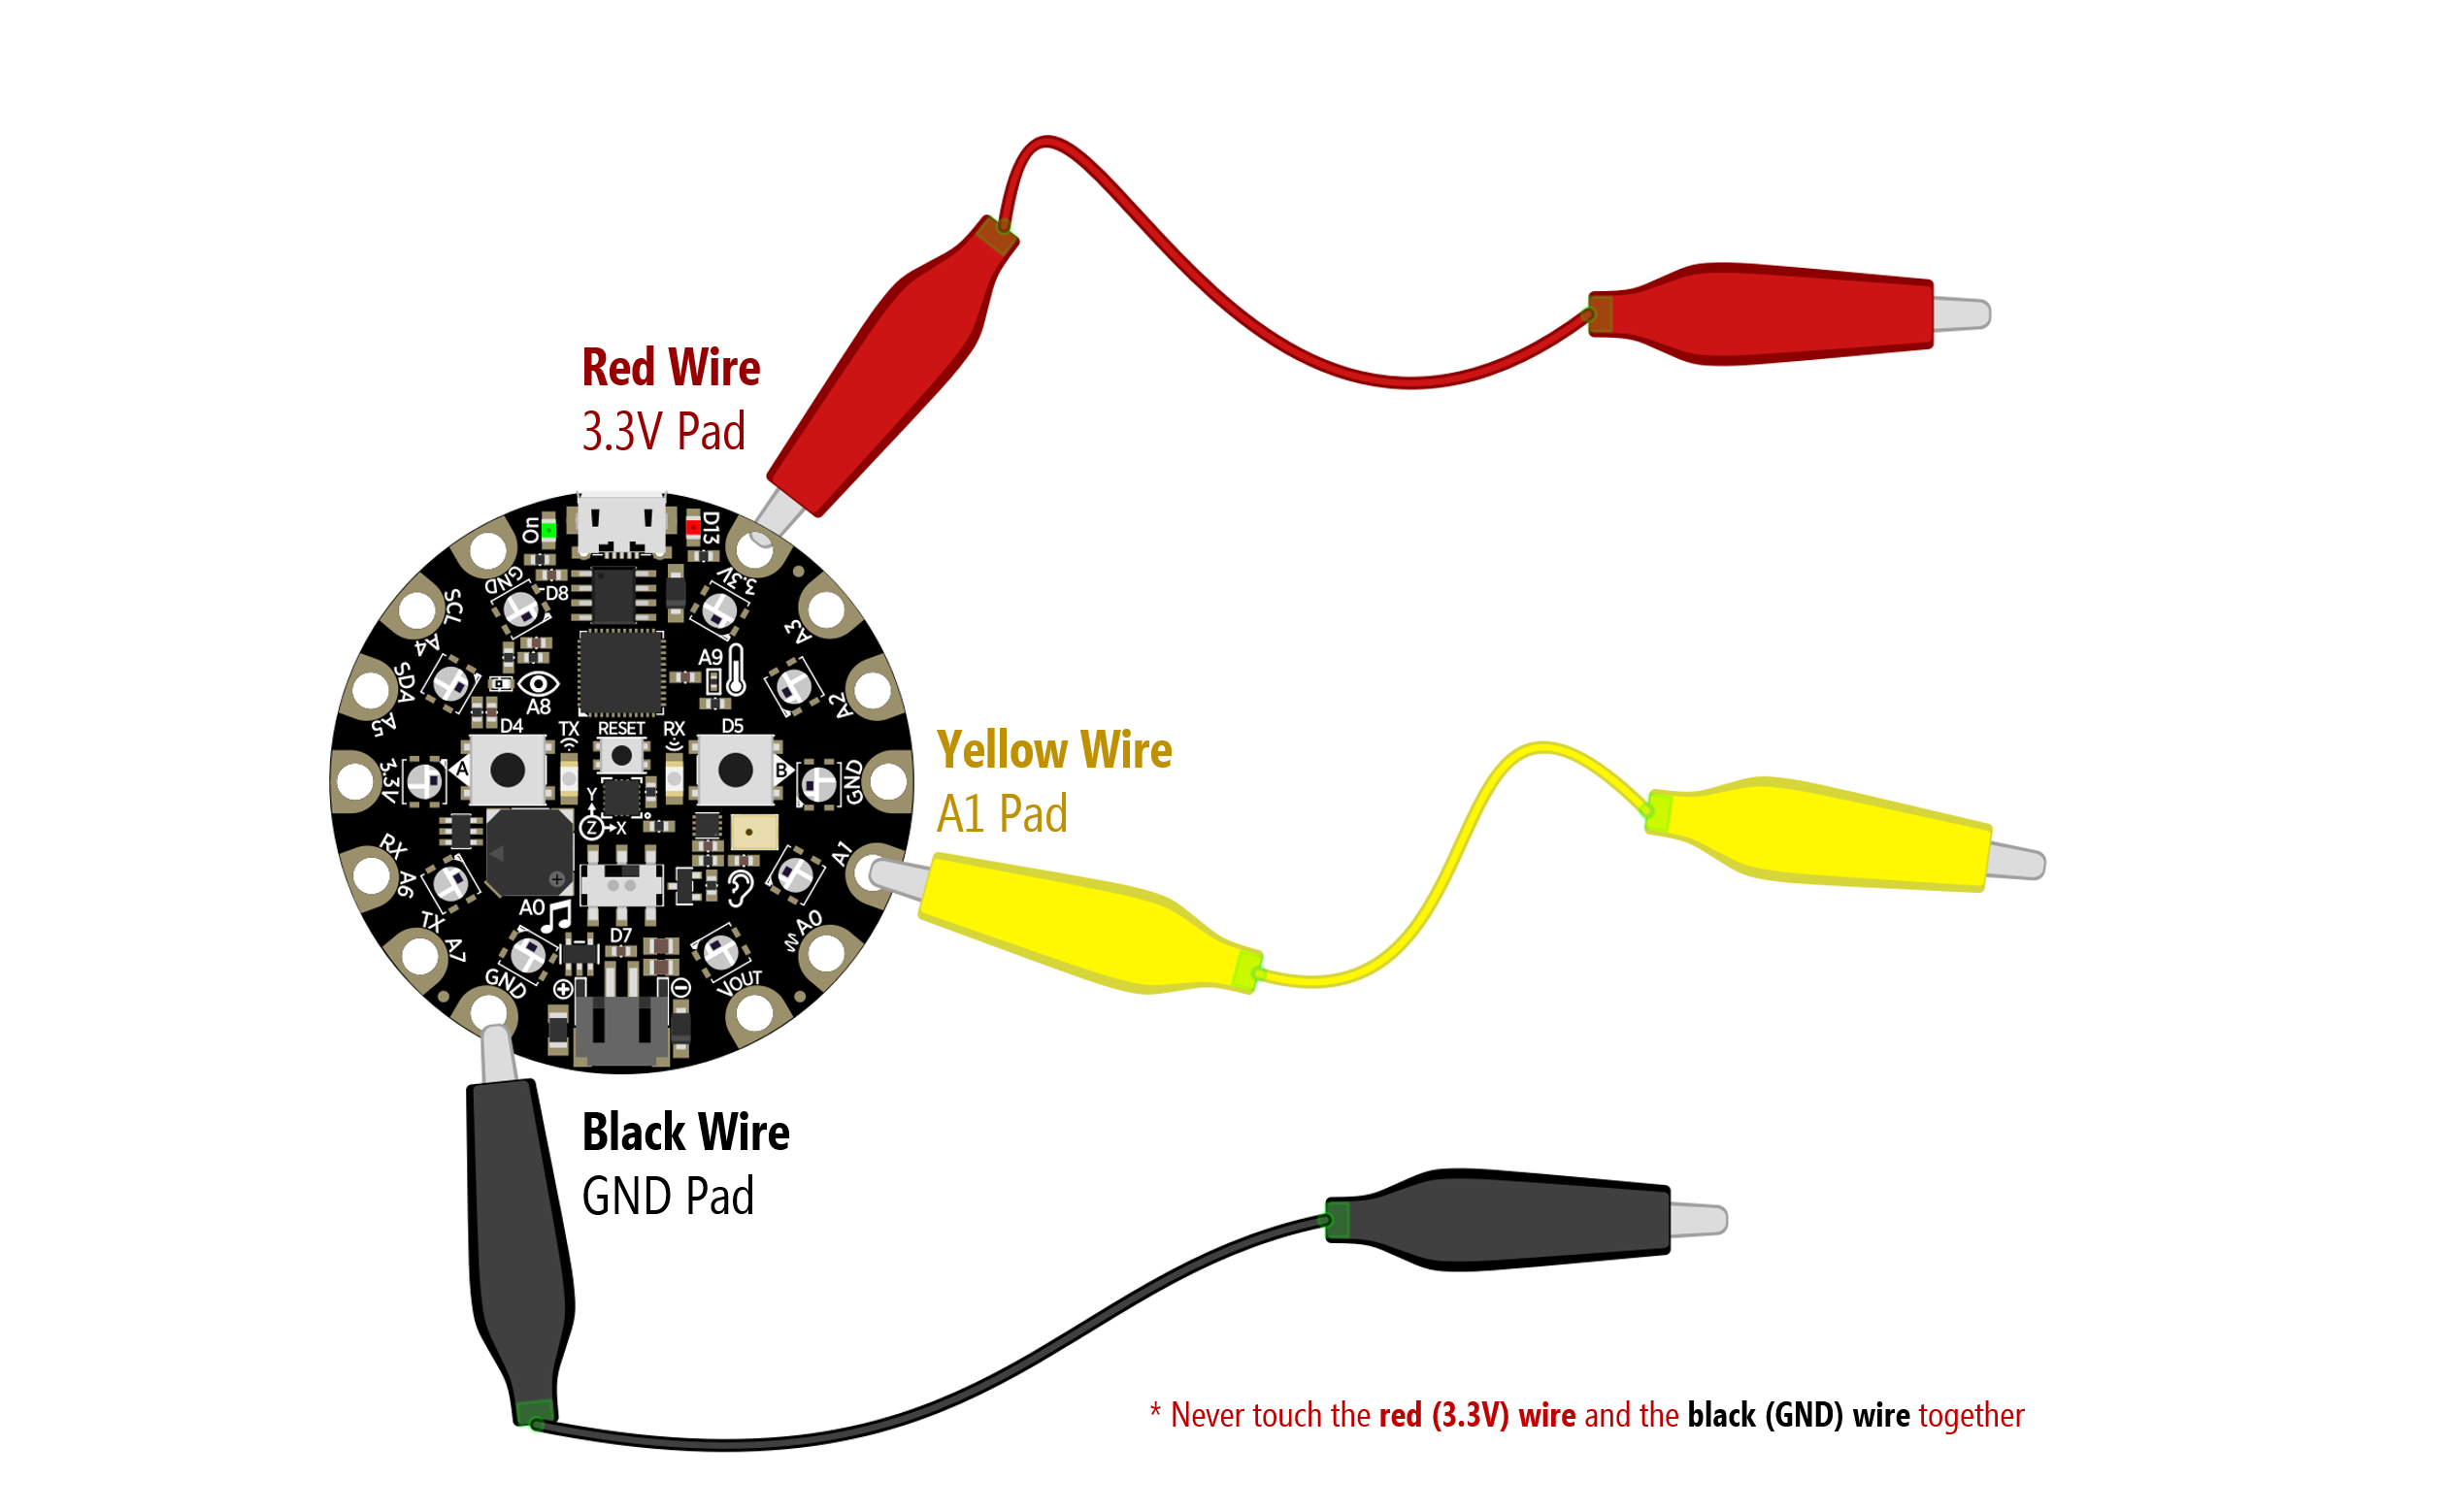 Red Wire
3.3V Pad
On
D13
GND
D8
3.3V
SCL
A4
A3
SDA
A5
A9
A8
A2
D4
TX
RESET
RX
D5
A
B
3.3V
GND
Y
Z
X
Yellow Wire
A1 Pad
RX
A6
A1
TX
A7
A0
A0
D7
GND
VOUT
Black Wire
GND Pad
* Never touch the red (3.3V) wire and the black (GND) wire together